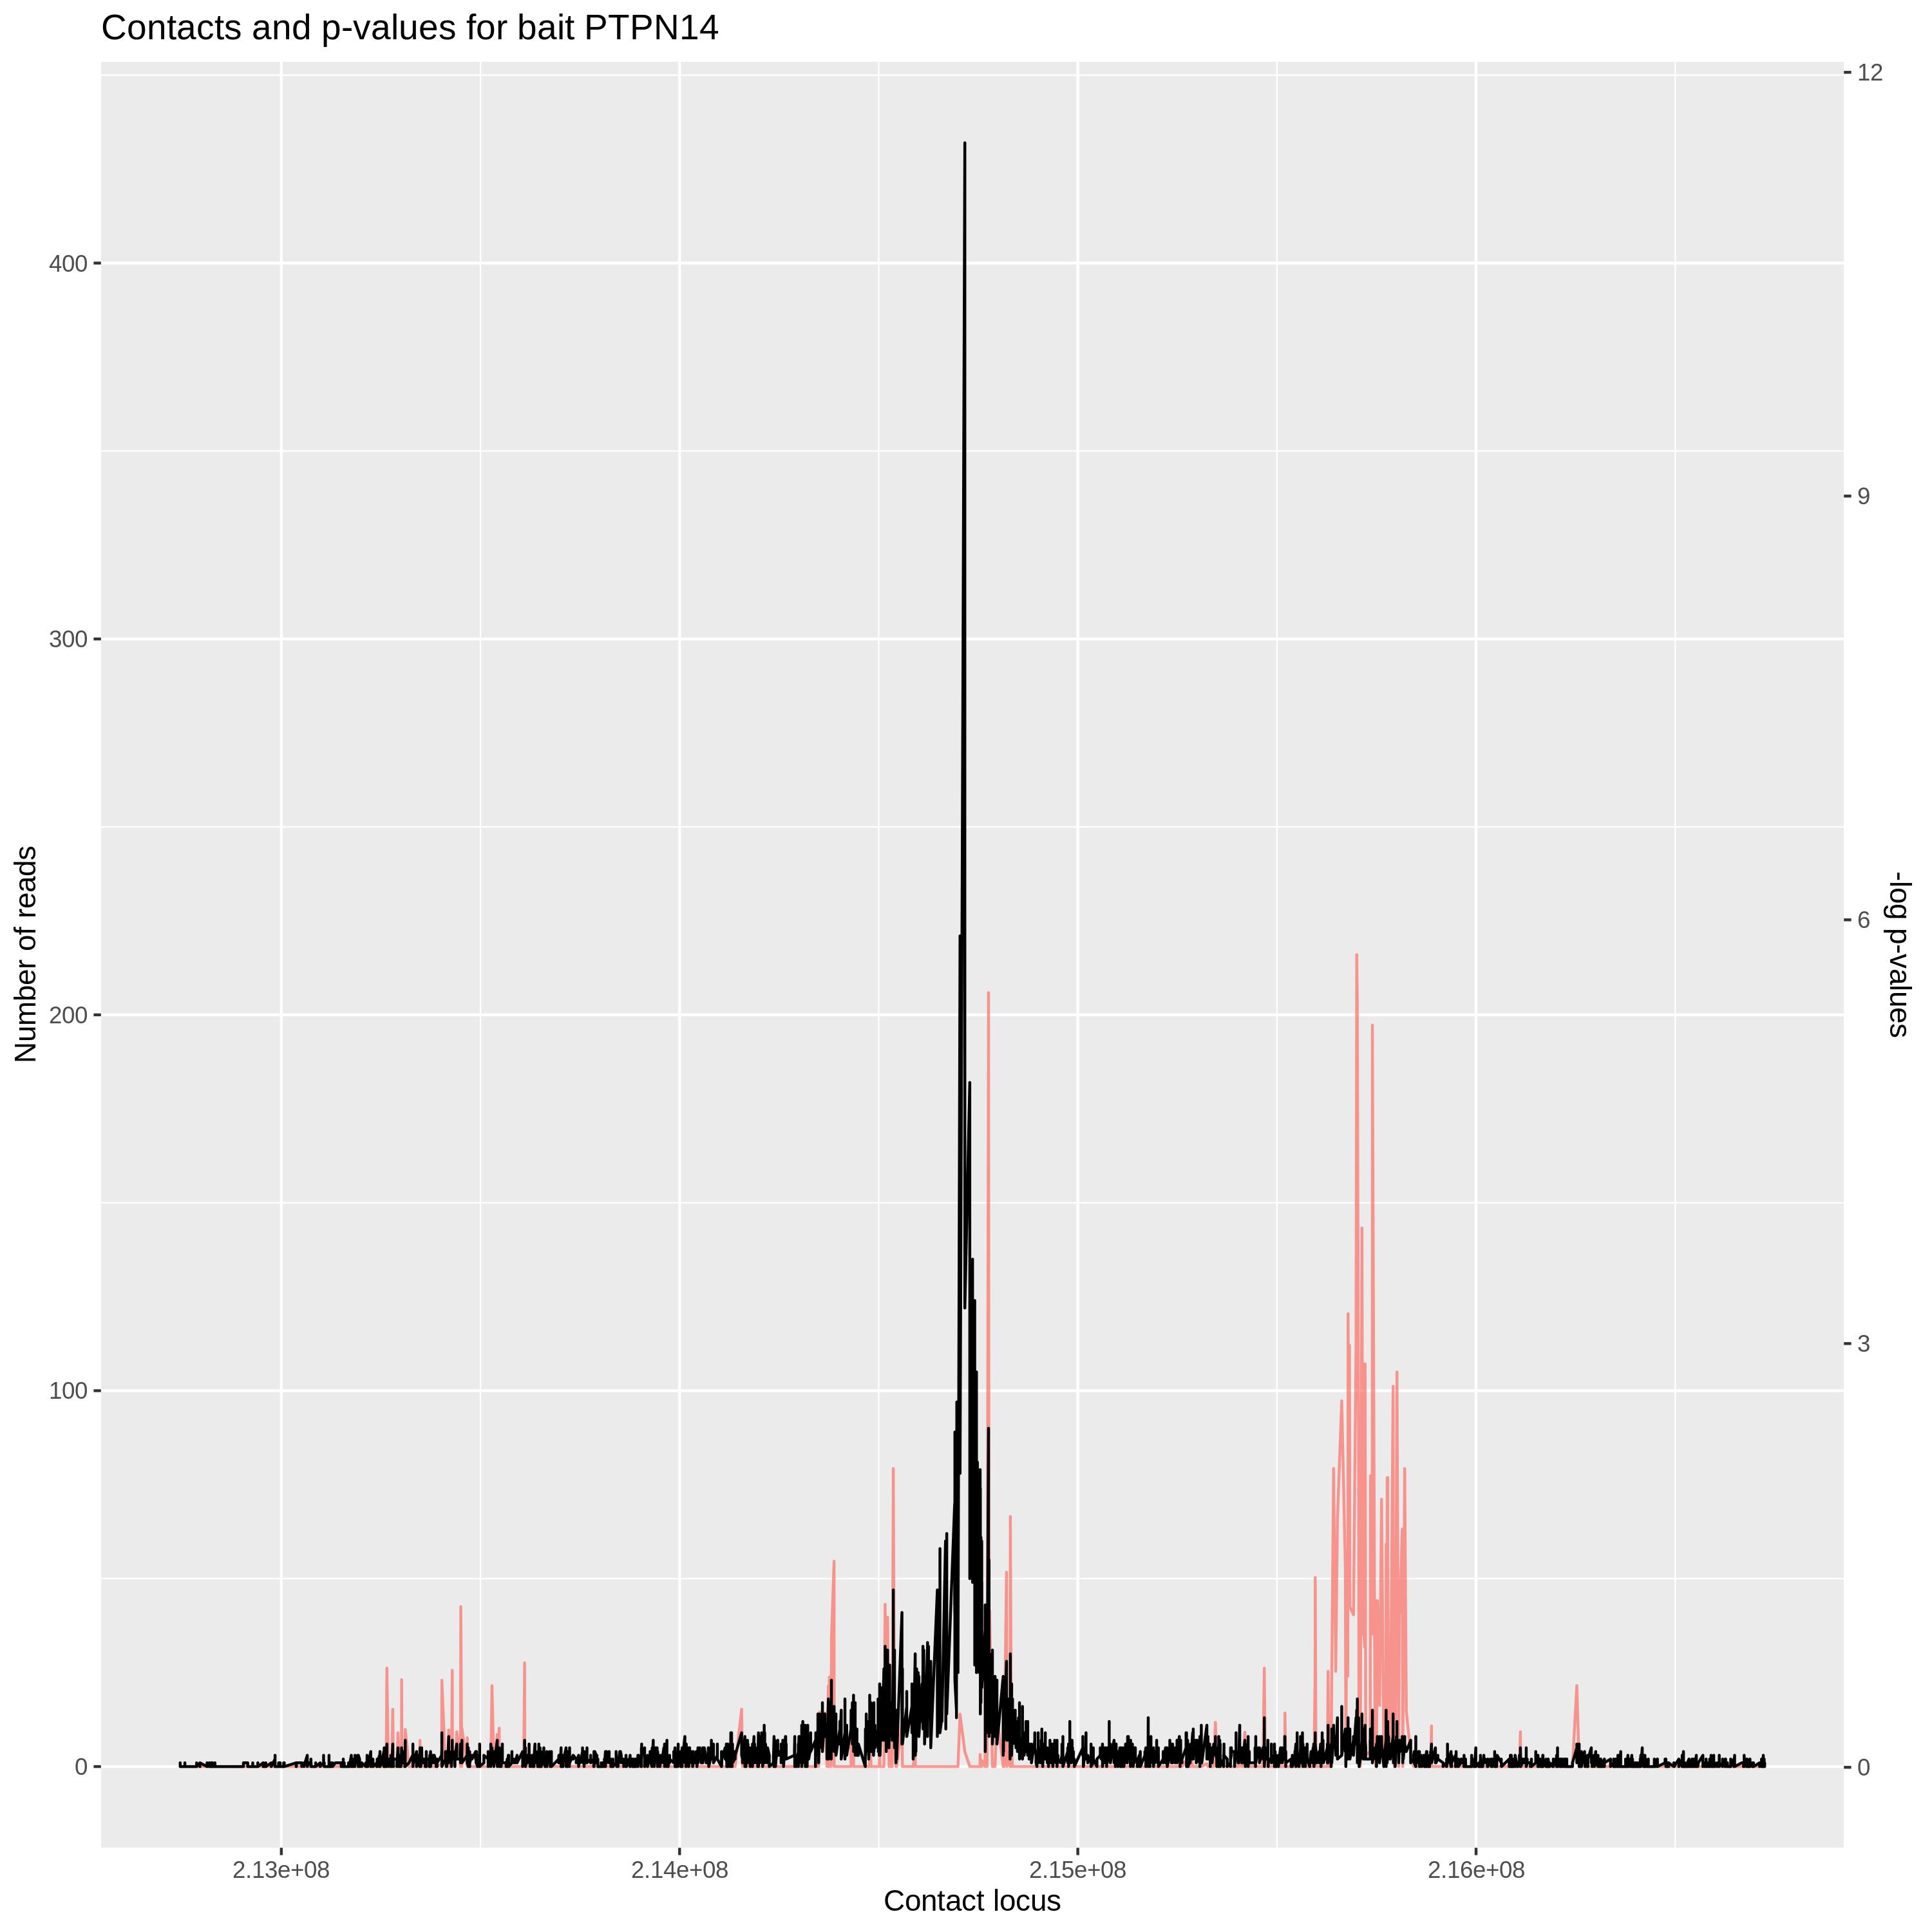 Contacts and p-values for bait PTPN14
12
9
6
3
0
-log p-values
400
300
200
100
0
Number of reads
2.13e+08
2.14e+08
2.15e+08
2.16e+08
Contact locus